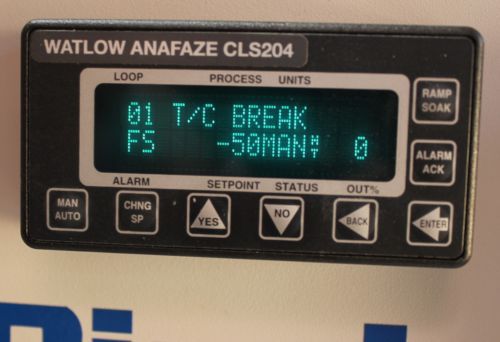 WATLOW ANAFAZE CLS204
LOOP PROCESS UNITS
01 T/C BREAK
FS -50MAN 0
ALARM SETPOINT STATUS OUT%
RAMP
SOAK
ALARM
ACK
MAN
AUTO
CHNG
SP
YES
NO
BACK
ENTER